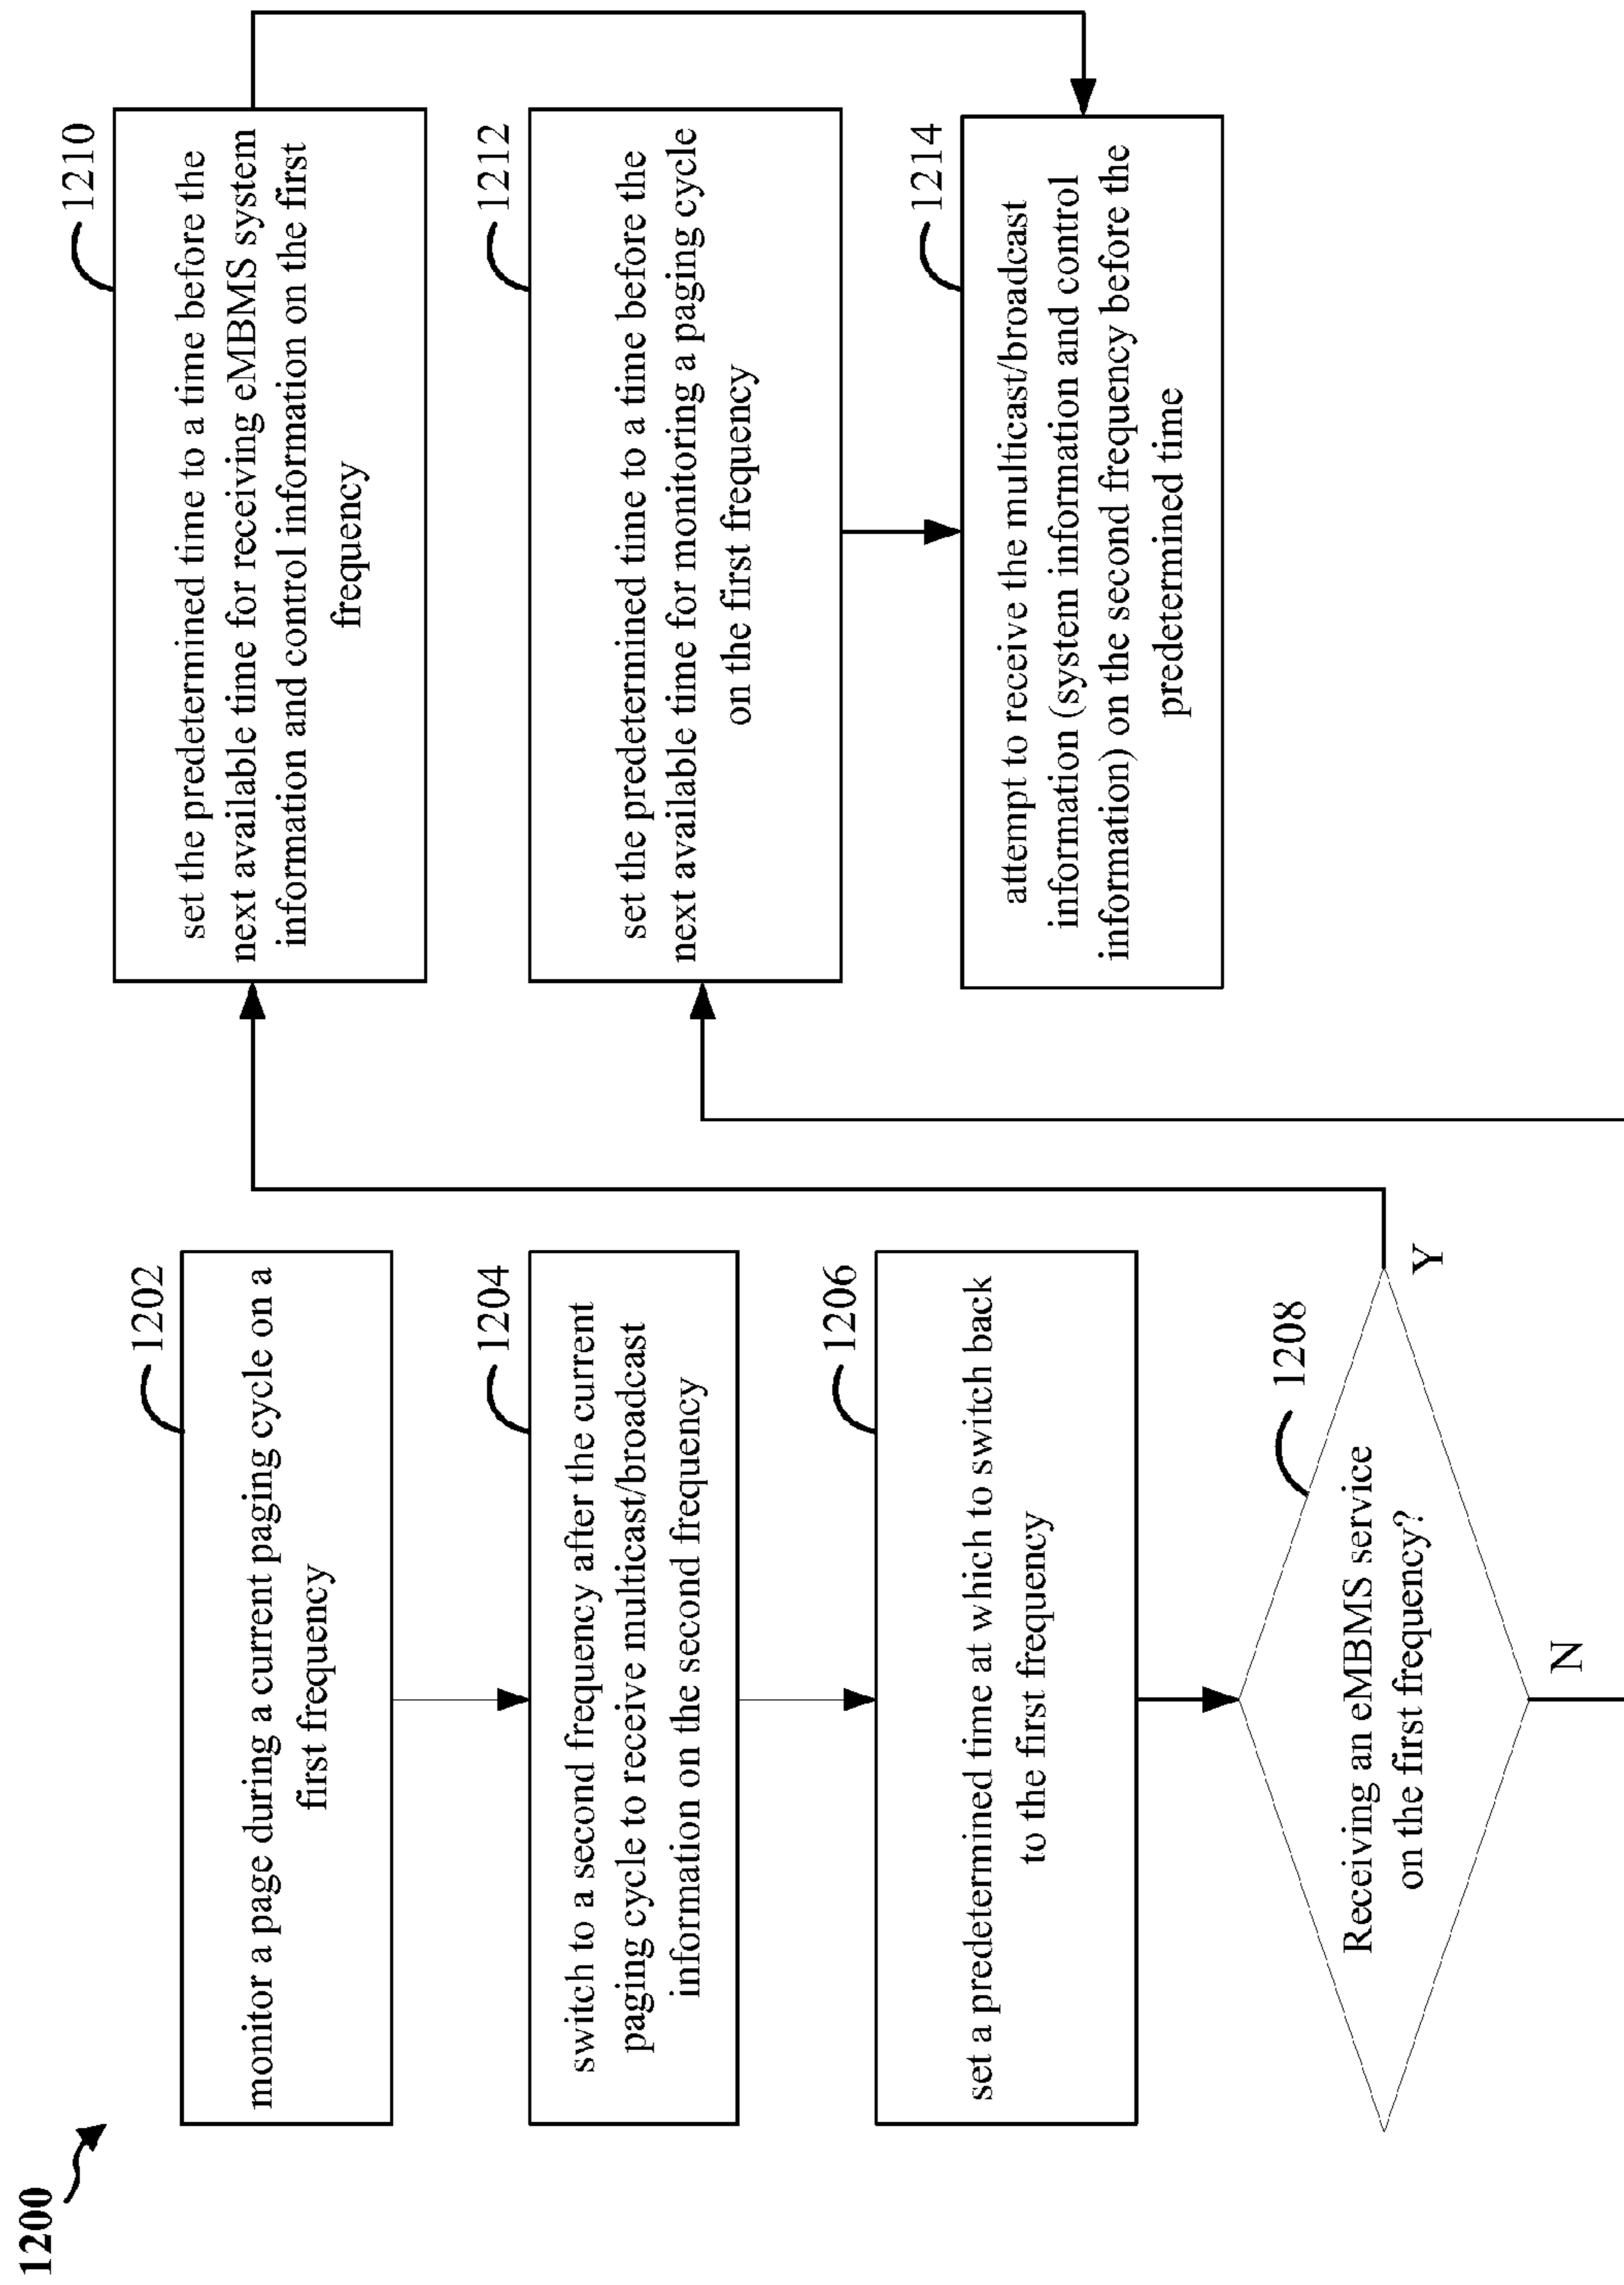 1200
1202
monitor a page during a current paging cycle on a
first frequency
1204
switch to a second frequency after the current
paging cycle to receive multicast/broadcast
information on the second frequency
1206
set a predetermined time at which to switch back
to the first frequency
1208
Receiving an eMBMS service
on the first frequency?
Y
N
1210
set the predetermined time to a time before the
next available time for receiving eMBMS system
information and control information on the first
frequency
1212
set the predetermined time to a time before the
next available time for monitoring a paging cycle
on the first frequency
1214
attempt to receive the multicast/broadcast
information (system information and control
information) on the second frequency before the
predetermined time